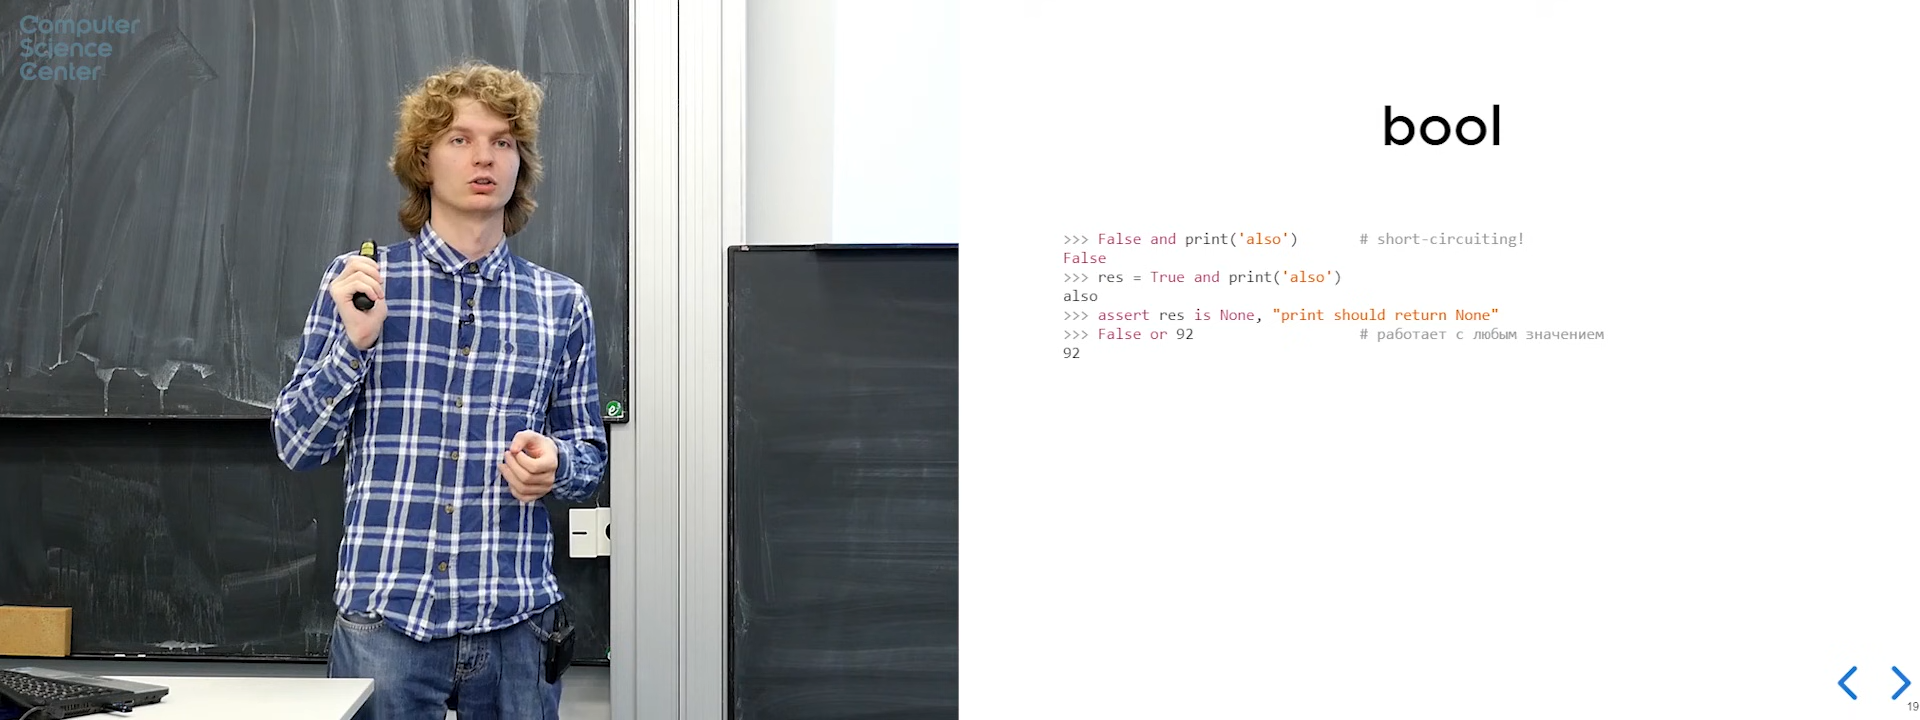 Computer
Science
Center
bool
>>> False and print('also')       # short-circuiting!
False
>>> res = True and print('also')
also
>>> assert res is None, "print should return None"
>>> False or 92                   # работает с любым значением
92
19